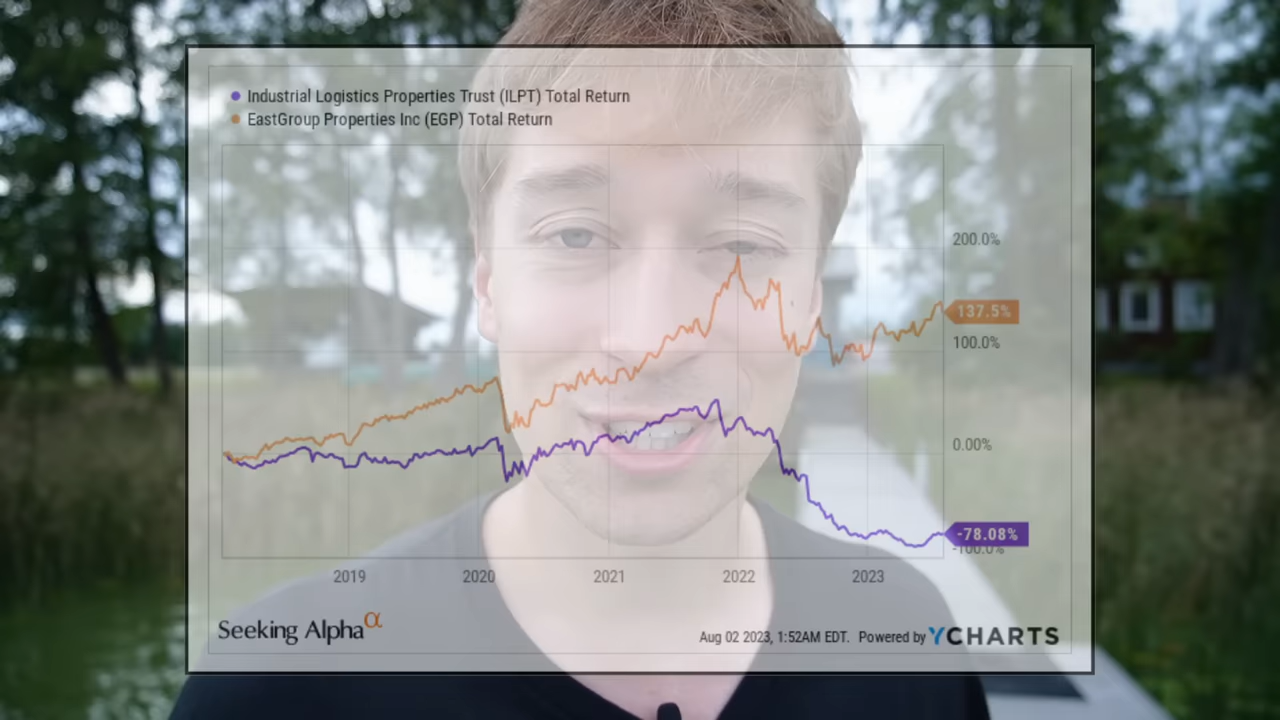 Industrial Logistics Properties Trust (ILPT) Total Return
EastGroup Properties Inc (EGP) Total Return
200.0%
137.5%
100.0%
0.00%
-78.08%
-100.0%
2019 2020 2021 2022 2023
Seeking Alphaα
Aug 02 2023, 1:52AM EDT. Powered by YCHARTS